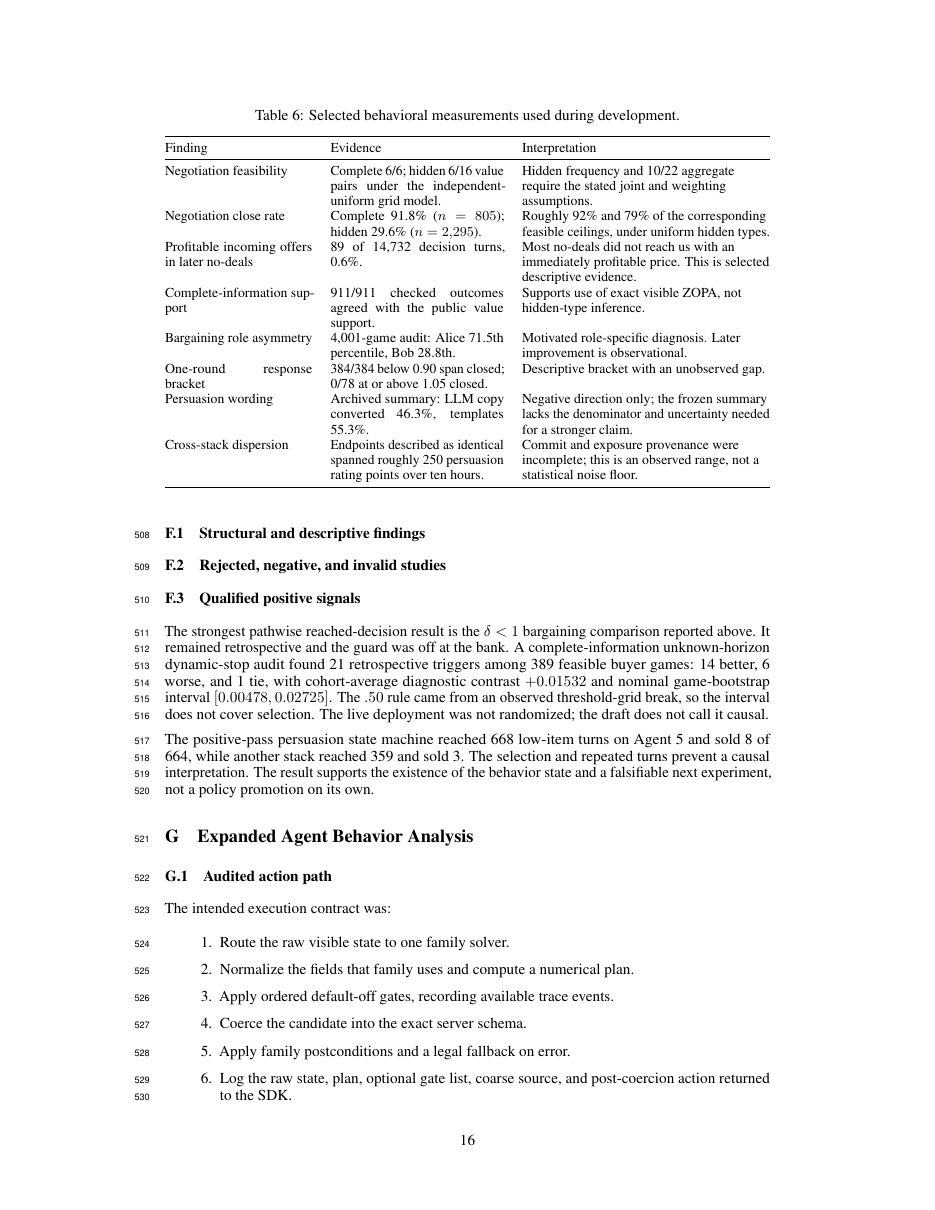 Table 6: Selected behavioral measurements used during development.
Finding Evidence Interpretation
Negotiation feasibility Complete 6/6; hidden 6/16 value Hidden frequency and 10/22 aggregate
pairs under the independent- require the stated joint and weighting
uniform grid model. assumptions.
Negotiation close rate Complete 91.8% (n = 805); Roughly 92% and 79% of the corresponding
hidden 29.6% (n = 2,295). feasible ceilings, under uniform hidden types.
Profitable incoming offers 89 of 14,732 decision turns, Most no-deals did not reach us with an
in later no-deals 0.6%. immediately profitable price. This is selected
descriptive evidence.
Complete-information sup- 911/911 checked outcomes Supports use of exact visible ZOPA, not
port agreed with the public value hidden-type inference.
support.
Bargaining role asymmetry 4,001-game audit: Alice 71.5th Motivated role-specific diagnosis. Later
percentile, Bob 28.8th. improvement is observational.
One-round response 384/384 below 0.90 span closed; Descriptive bracket with an unobserved gap.
bracket 0/78 at or above 1.05 closed.
Persuasion wording Archived summary: LLM copy Negative direction only; the frozen summary
converted 46.3%, templates lacks the denominator and uncertainty needed
55.3%. for a stronger claim.
Cross-stack dispersion Endpoints described as identical Commit and exposure provenance were
spanned roughly 250 persuasion incomplete; this is an observed range, not a
rating points over ten hours. statistical noise floor.
508 F.1 Structural and descriptive findings
509 F.2 Rejected, negative, and invalid studies
510 F.3 Qualified positive signals
511 The strongest pathwise reached-decision result is the δ < 1 bargaining comparison reported above. It
512 remained retrospective and the guard was off at the bank. A complete-information unknown-horizon
513 dynamic-stop audit found 21 retrospective triggers among 389 feasible buyer games: 14 better, 6
514 worse, and 1 tie, with cohort-average diagnostic contrast +0.01532 and nominal game-bootstrap
515 interval [0.00478, 0.02725]. The .50 rule came from an observed threshold-grid break, so the interval
516 does not cover selection. The live deployment was not randomized; the draft does not call it causal.
517 The positive-pass persuasion state machine reached 668 low-item turns on Agent 5 and sold 8 of
518 664, while another stack reached 359 and sold 3. The selection and repeated turns prevent a causal
519 interpretation. The result supports the existence of the behavior state and a falsifiable next experiment,
520 not a policy promotion on its own.
521 G Expanded Agent Behavior Analysis
522 G.1 Audited action path
523 The intended execution contract was:
524 1. Route the raw visible state to one family solver.
525 2. Normalize the fields that family uses and compute a numerical plan.
526 3. Apply ordered default-off gates, recording available trace events.
527 4. Coerce the candidate into the exact server schema.
528 5. Apply family postconditions and a legal fallback on error.
529 6. Log the raw state, plan, optional gate list, coarse source, and post-coercion action returned
530 to the SDK.
16